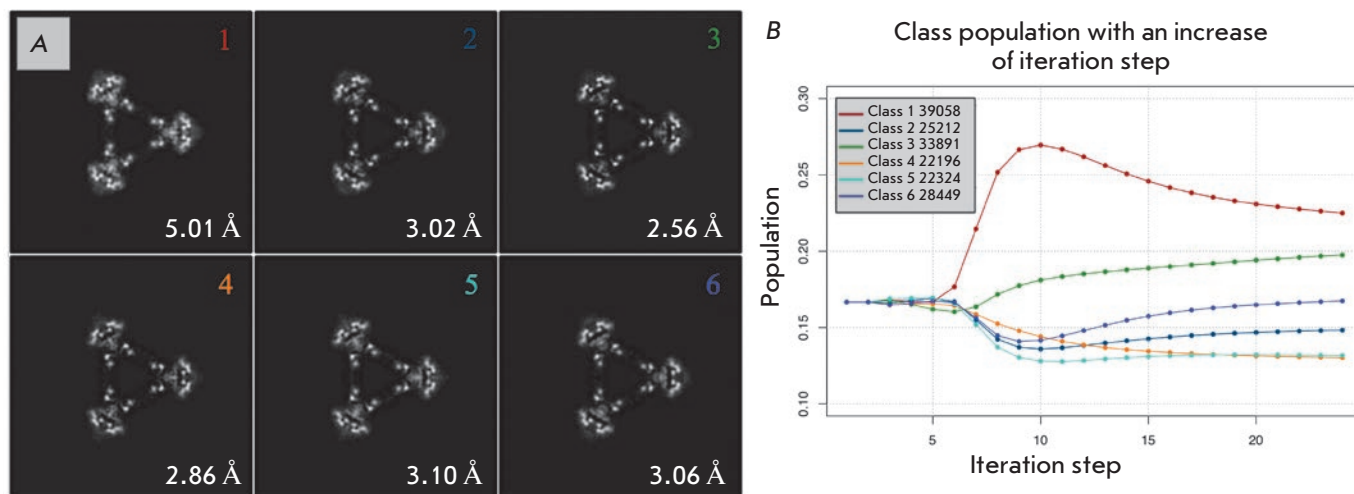 A
1
2
3
5.01 Å
3.02 Å
2.56 Å
4
5
6
2.86 Å
3.10 Å
3.06 Å
B
Class population with an increase
of iteration step
Population
0.30
0.25
0.20
0.15
0.10
Class 1 39058
Class 2 25212
Class 3 33891
Class 4 22196
Class 5 22324
Class 6 28449
5
10
15
20
Iteration step